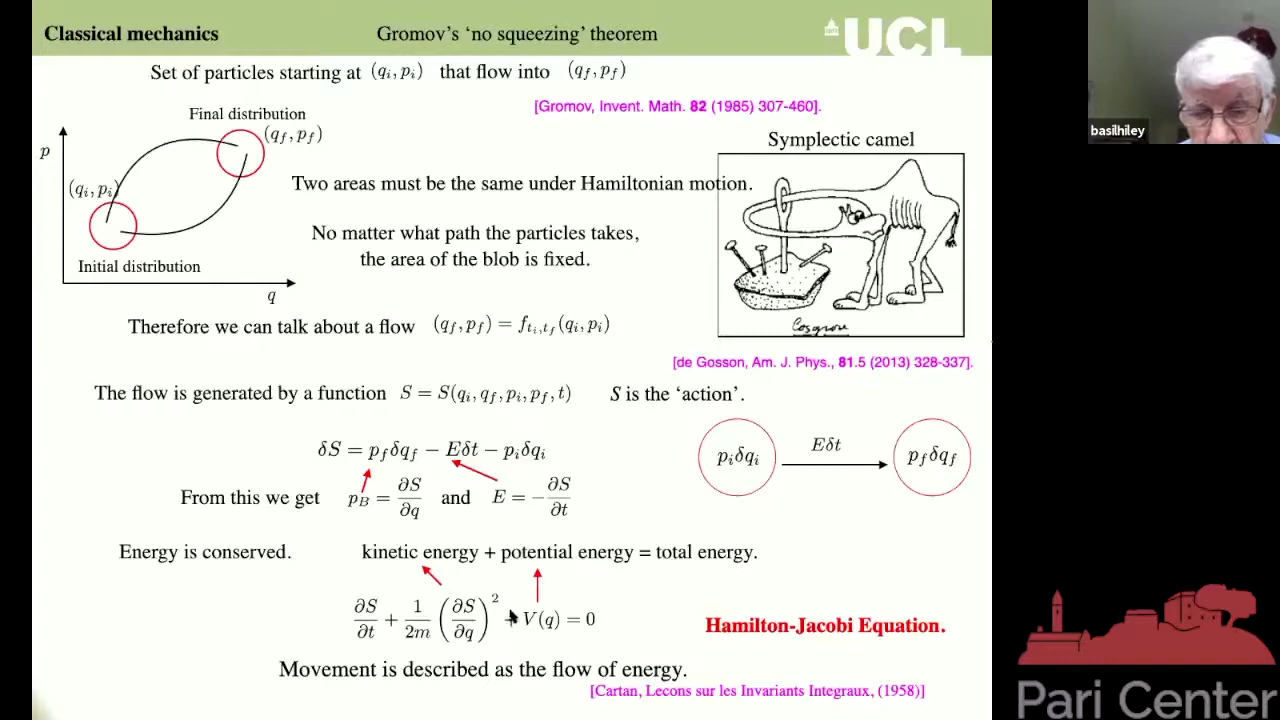 Classical mechanics
Gromov's 'no squeezing' theorem
UCL
Set of particles starting at (q_i, p_i) that flow into (q_f, p_f)
[Gromov, Invent. Math. 82 (1985) 307-460].
Final distribution
(q_f, p_f)
p
(q_i, p_i)
Initial distribution
q
Symplectic camel
Two areas must be the same under Hamiltonian motion.
No matter what path the particles takes,
the area of the blob is fixed.
Cosgrove
Therefore we can talk about a flow (q_f, p_f) = f_{t_i,t_f}(q_i, p_i)
[de Gosson, Am. J. Phys., 81.5 (2013) 328-337].
The flow is generated by a function S = S(q_i, q_f, p_i, p_f, t) S is the 'action'.
δS = p_f δq_f − Eδt − p_i δq_i
p_i δq_i
Eδt
p_f δq_f
From this we get p_B = ∂S/∂q and E = −∂S/∂t
Energy is conserved. kinetic energy + potential energy = total energy.
∂S/∂t + 1/2m (∂S/∂q)² + V(q) = 0
Hamilton-Jacobi Equation.
Movement is described as the flow of energy.
[Cartan, Lecons sur les Invariants Integraux, (1958)]
basilhiley
Pari Center